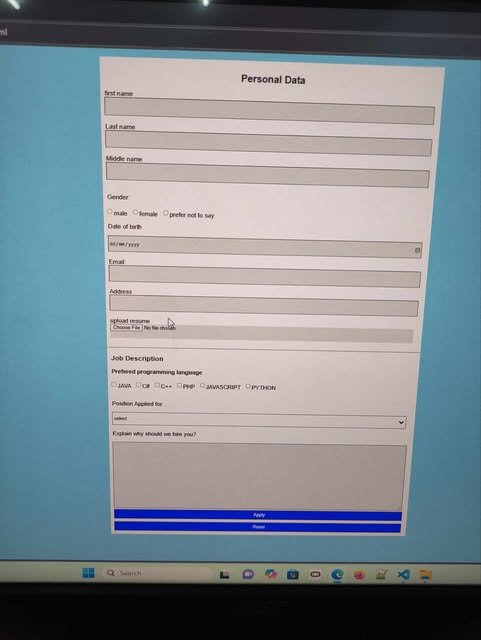 ml
Personal Data
first name
Last name
Middle name
Gender:
male female prefer not to say
Date of birth
dd/mm/yyyy
Email
Address
upload resume
Choose File No file chosen
Job Description
Prefered programming language
JAVA C# C++ PHP JAVASCRIPT PYTHON
Position Applied for:
select
Explain why should we hire you?
Apply
Reset
Search